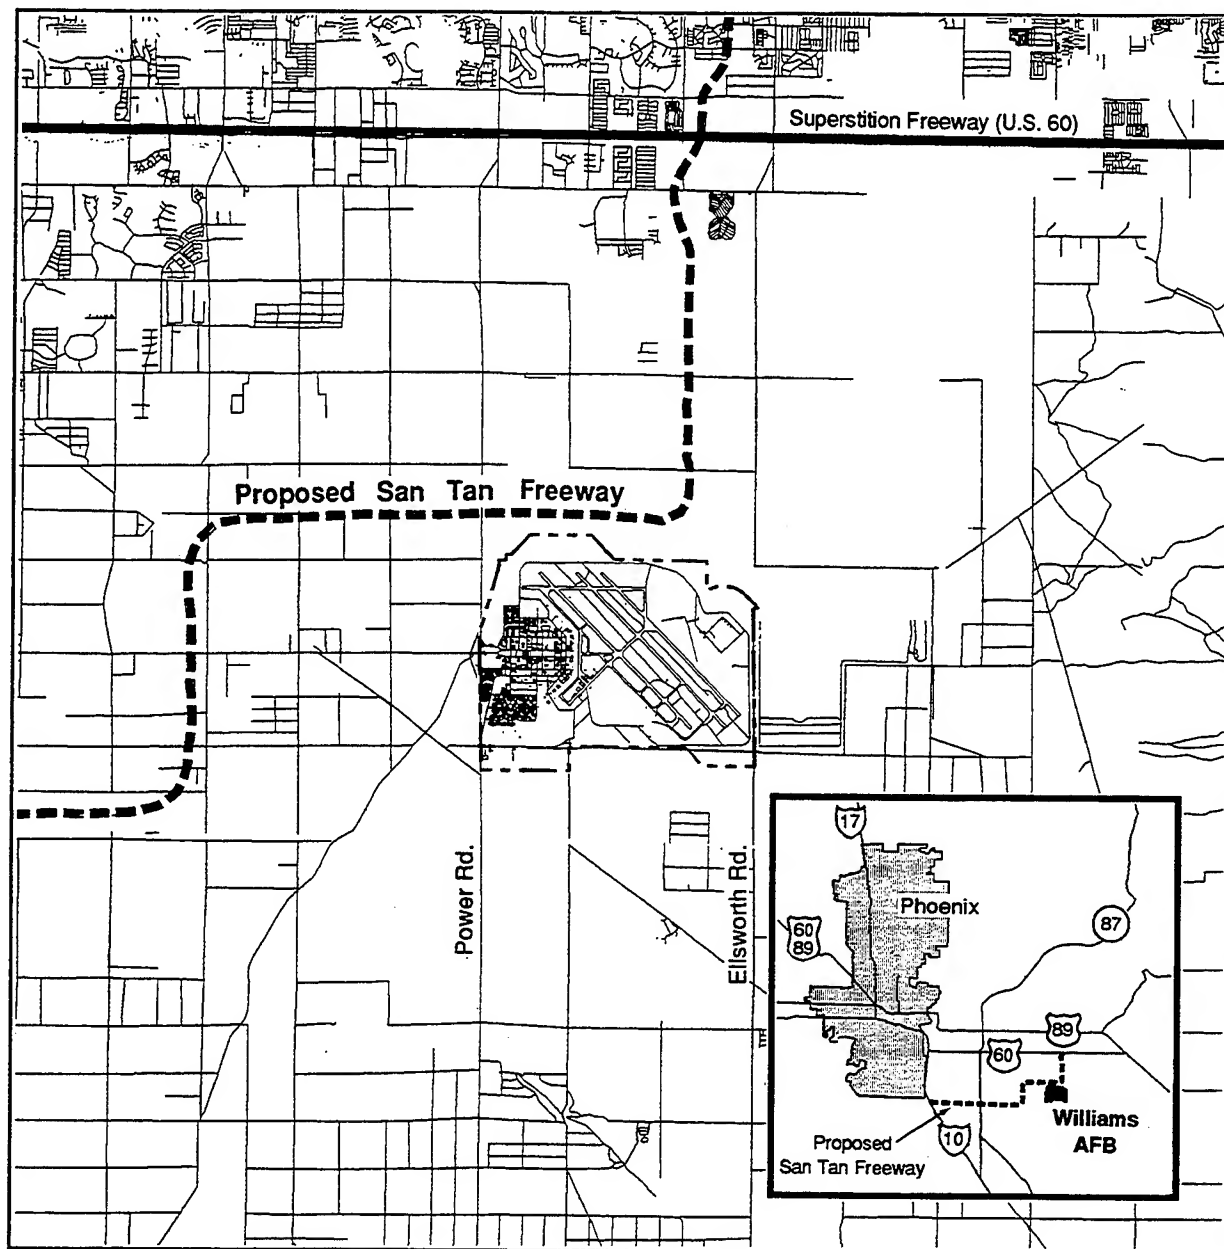 Superstition Freeway (U.S. 60)
Proposed San Tan Freeway
Power Rd.
Ellsworth Rd.
17
Phoenix
60
89
87
89
60
Williams
AFB
Proposed
San Tan Freeway
10